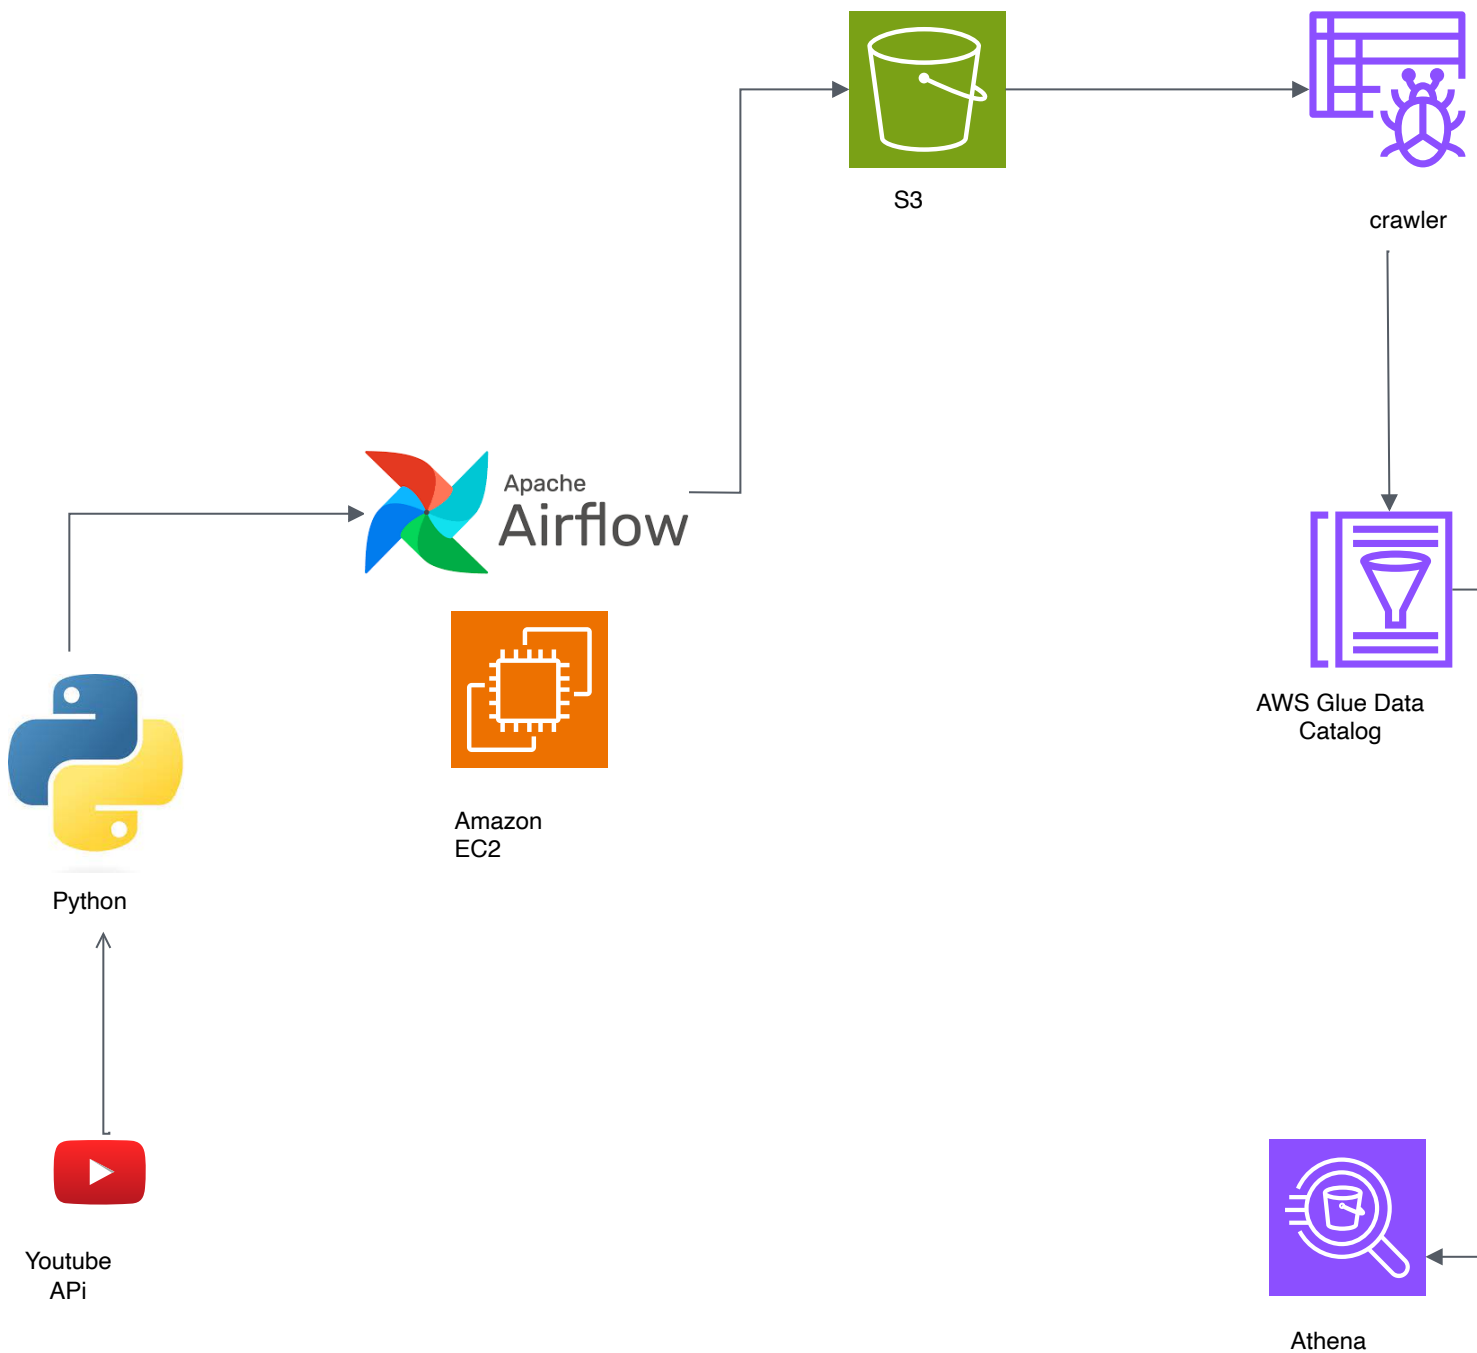 S3
crawler
Apache
Airflow
AWS Glue Data
Catalog
Amazon
EC2
Python
Youtube
APi
Athena